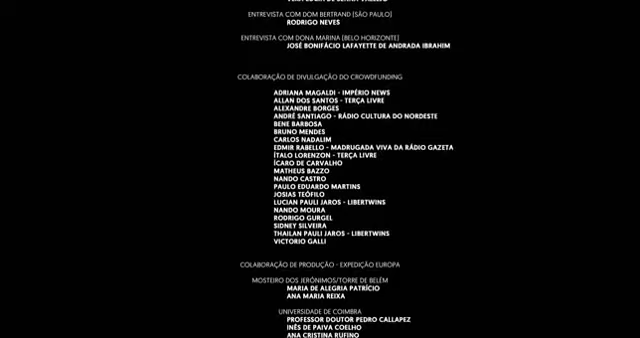 ENTREVISTA COM DOM BERTRAND [SÃO PAULO]
RODRIGO NEVES
ENTREVISTA COM DONA MARINA [BELO HORIZONTE]
JOSÉ BONIFÁCIO LAFAYETTE DE ANDRADA IBRAHIM
COLABORAÇÃO DE DIVULGAÇÃO DO CROWDFUNDING
ADRIANA MAGALDI - IMPÉRIO NEWS
ALLAN DOS SANTOS - TERÇA LIVRE
ALEXANDRE BORGES
ANDRÉ SANTIAGO - RÁDIO CULTURA DO NORDESTE
BENE BARBOSA
BRUNO MENDES
CARLOS NADALIM
EDMIR RABELLO - MADRUGADA VIVA DA RÁDIO GAZETA
ÍTALO LORENZON - TERÇA LIVRE
ÍCARO DE CARVALHO
MATHEUS BAZZO
NANDO CASTRO
PAULO EDUARDO MARTINS
JOSIAS TEÓFILO
LUCIAN PAULI JAROS - LIBERTWINS
NANDO MOURA
RODRIGO GURGEL
SIDNEY SILVEIRA
THAILAN PAULI JAROS - LIBERTWINS
VICTORIO GALLI
COLABORAÇÃO DE PRODUÇÃO - EXPEDIÇÃO EUROPA
MOSTEIRO DOS JERÓNIMOS/TORRE DE BELÉM
MARIA DE ALEGRIA PATRÍCIO
ANA MARIA REIXA
UNIVERSIDADE DE COIMBRA
PROFESSOR DOUTOR PEDRO CALLAPEZ
INÊS DE PAIVA COELHO
ANA CRISTINA RUFINO